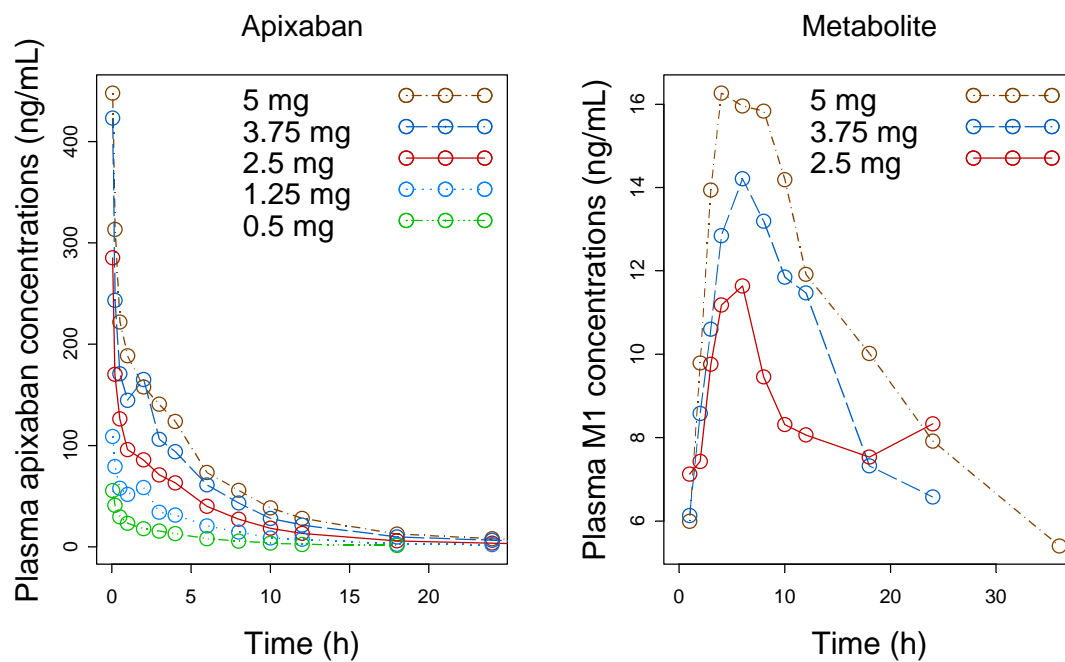 Apixaban
Plasma apixaban concentrations (ng/mL)
400
300
200
100
0
5 mg
3.75 mg
2.5 mg
1.25 mg
0.5 mg
0 5 10 15 20
Time (h)
Metabolite
Plasma M1 concentrations (ng/mL)
16
14
12
10
8
6
5 mg
3.75 mg
2.5 mg
0 10 20 30
Time (h)